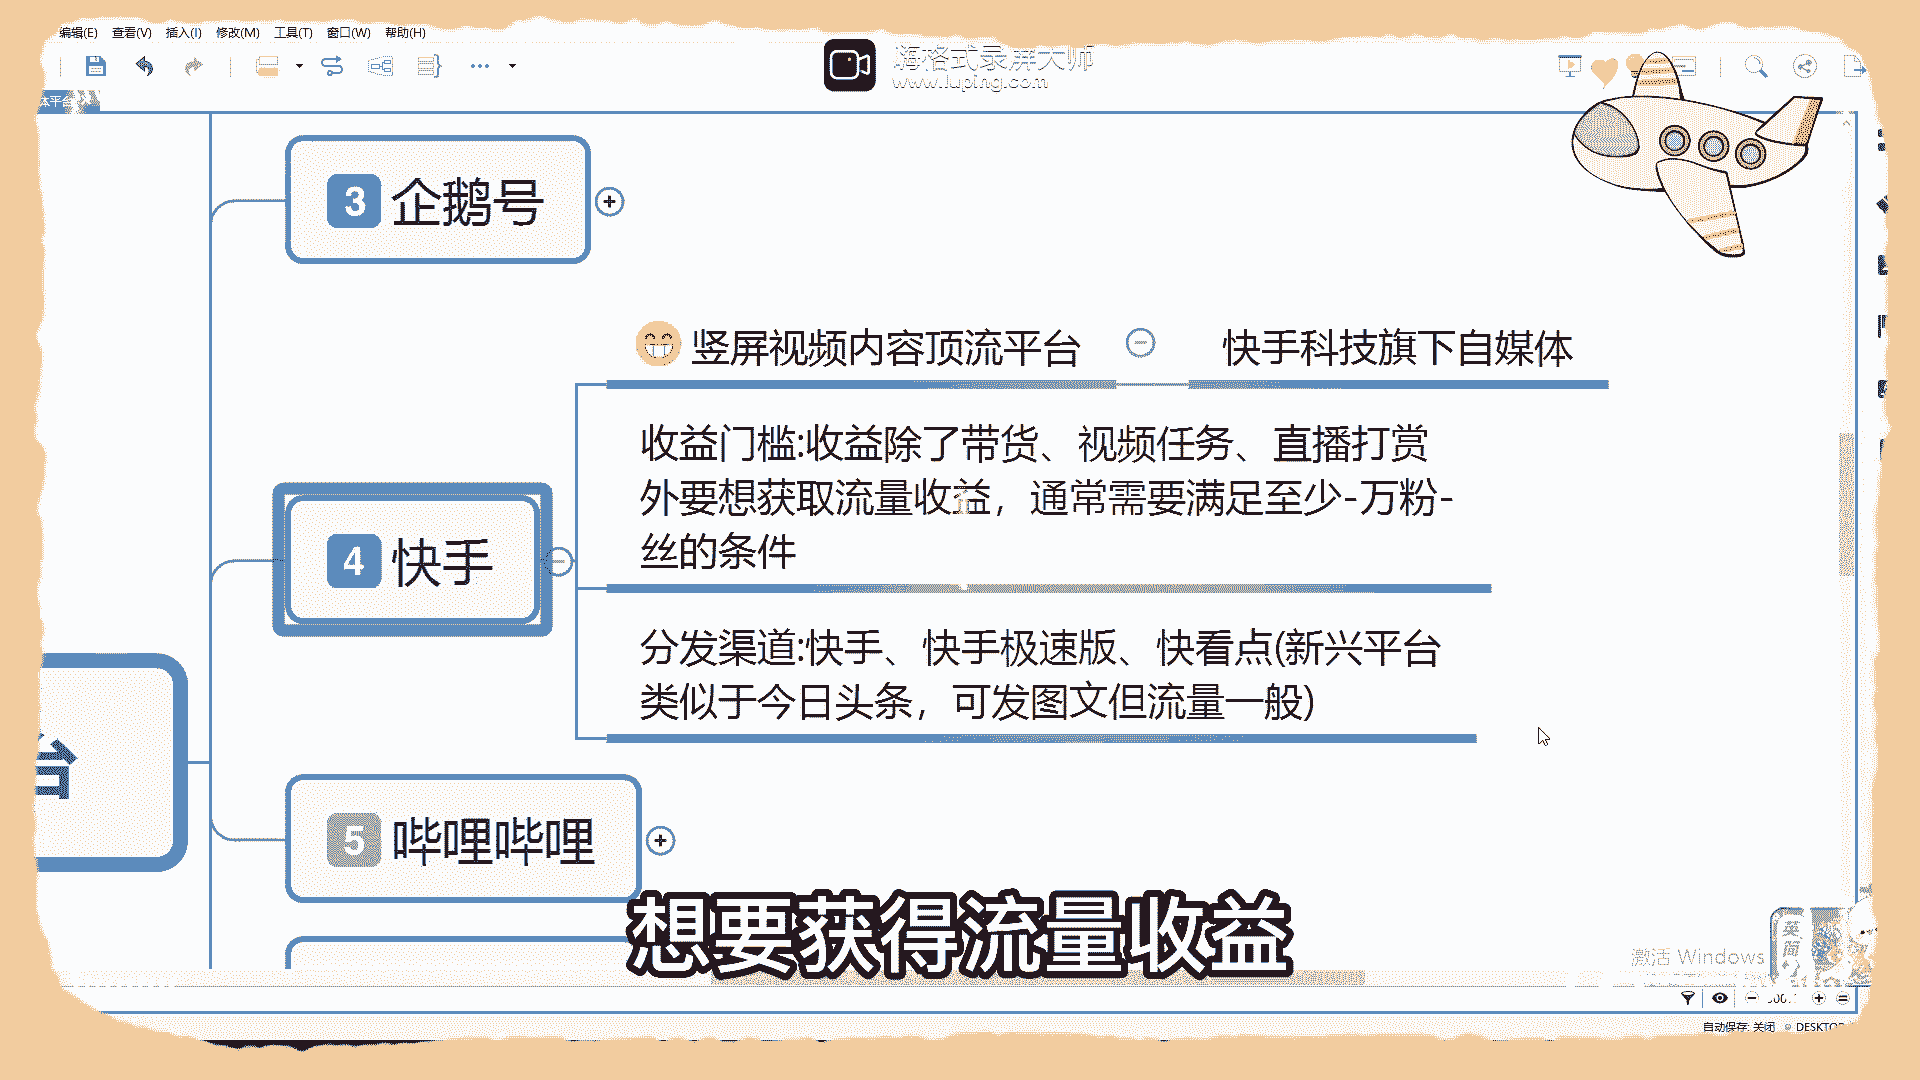 编辑(E) 查看(V) 插入(I) 修改(M) 工具(T) 窗口(W) 帮助(H)
嗨格式录屏大师
www.luping.com
体平台
3 企鹅号
竖屏视频内容顶流平台
快手科技旗下自媒体
收益门槛:收益除了带货、视频任务、直播打赏
外要想获取流量收益，通常需要满足至少-万粉-
丝的条件
4 快手
分发渠道:快手、快手极速版、快看点(新兴平台
类似于今日头条，可发图文但流量一般)
台
5 哔哩哔哩
想要获得流量收益
激活 Windows
自动保存: 关闭